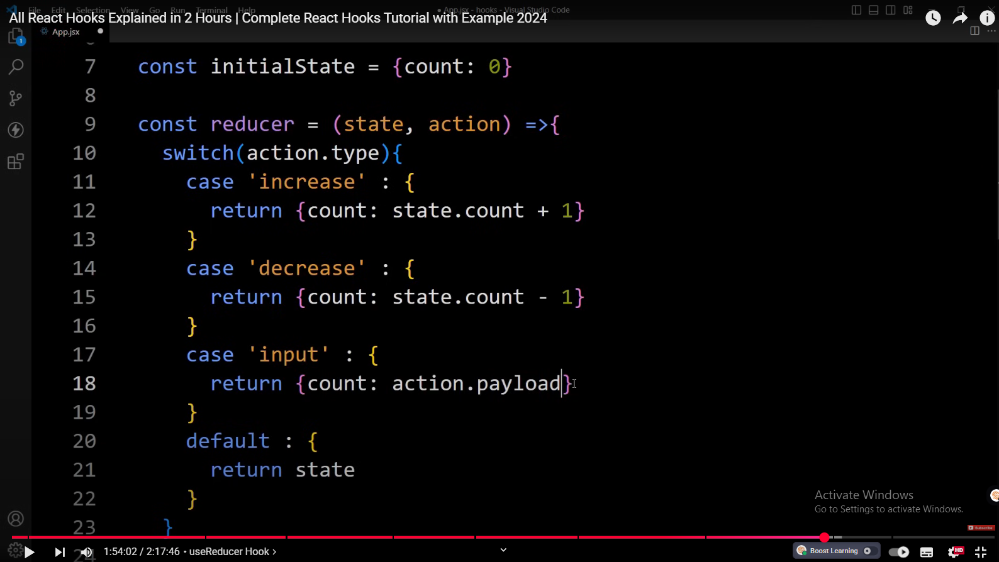 File Edit Selection View Go Run Terminal Help
• App.jsx - hooks - Visual Studio Code
All React Hooks Explained in 2 Hours | Complete React Hooks Tutorial with Example 2024
App.jsx
1
7 const initialState = {count: 0}
8
9 const reducer = (state, action) =>{
10 switch(action.type){
11 case 'increase' : {
12 return {count: state.count + 1}
13 }
14 case 'decrease' : {
15 return {count: state.count - 1}
16 }
17 case 'input' : {
18 return {count: action.payload}
19 }
20 default : {
21 return state
22 }
23 }
24
Activate Windows
Go to Settings to activate Windows.
Subscribe
1:54:02 / 2:17:46 • useReducer Hook >
Boost Learning
HD